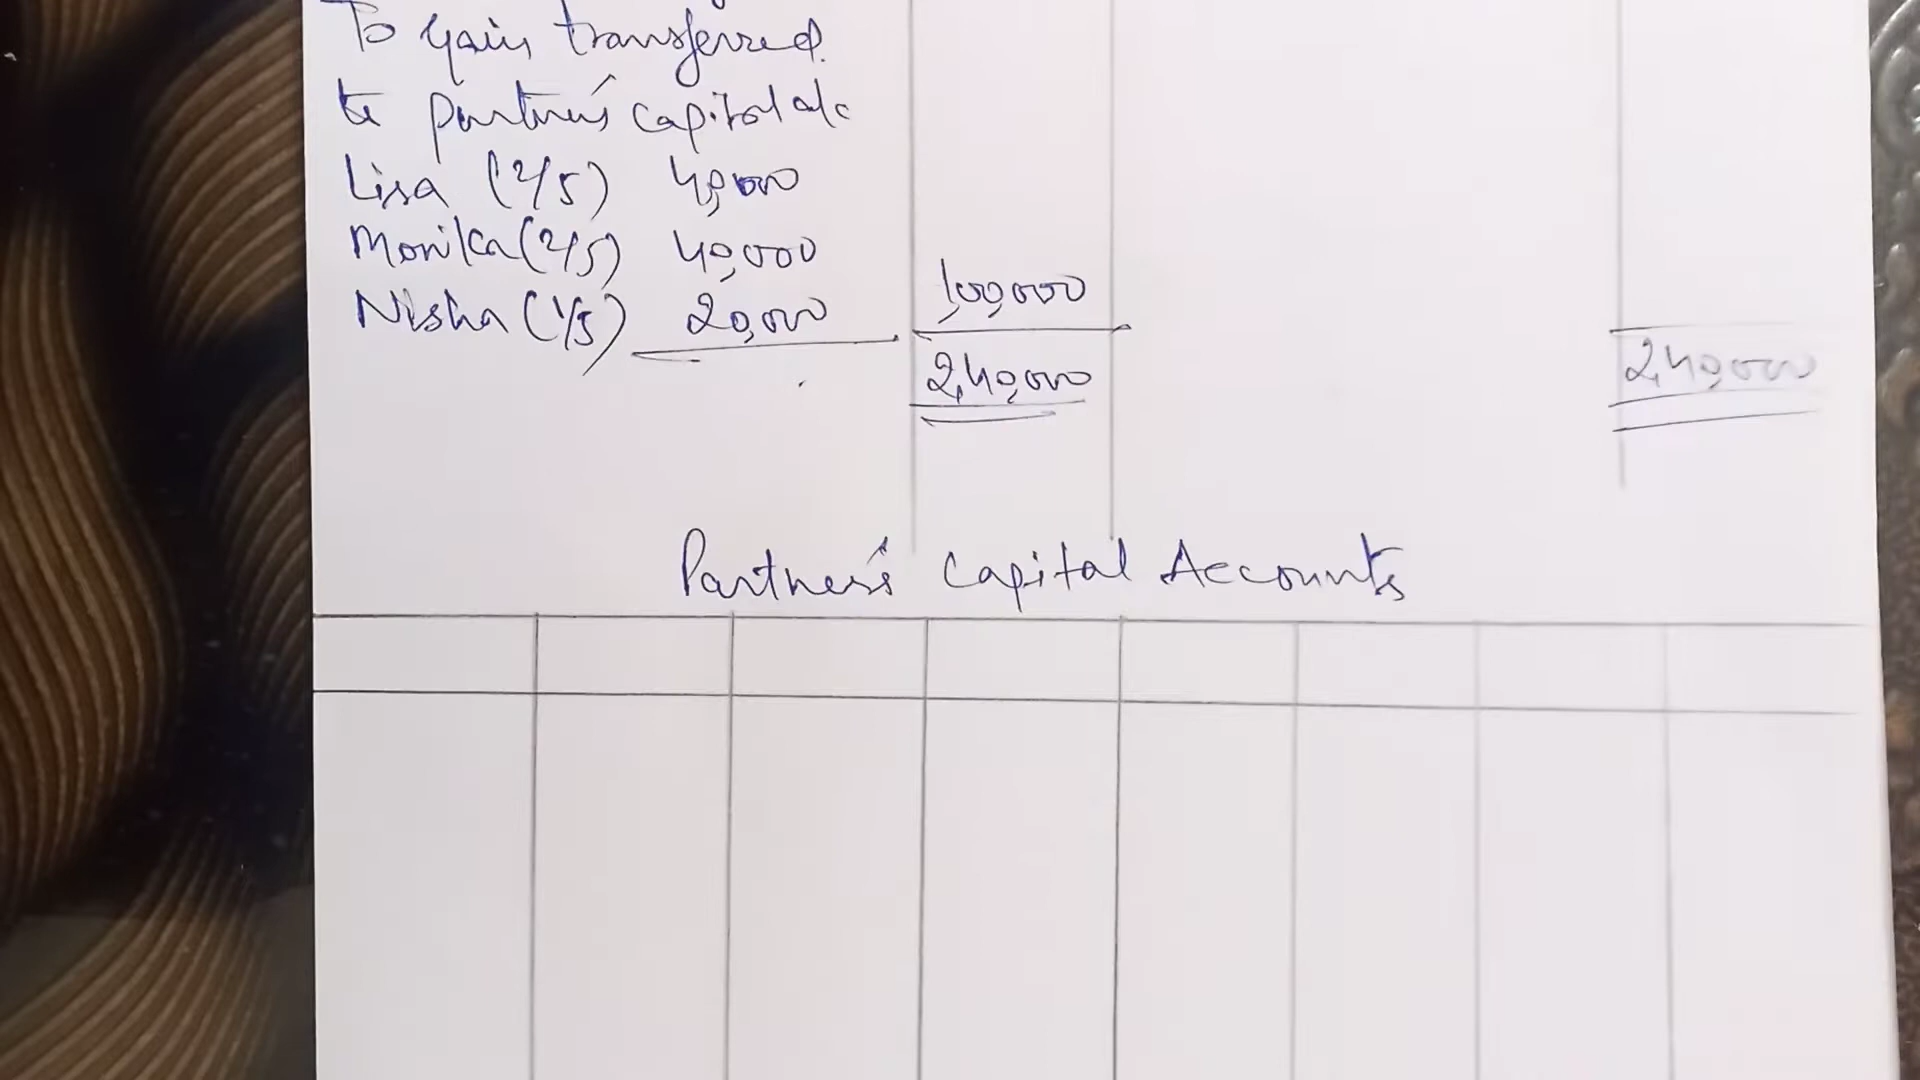 To gain transferred
to partner's capital a/c
Lisa (2/5) 40,000
Monika (2/5) 40,000
Nisha (1/5) 20,000 1,00,000
2,40,000 2,40,000
Partner's Capital Accounts